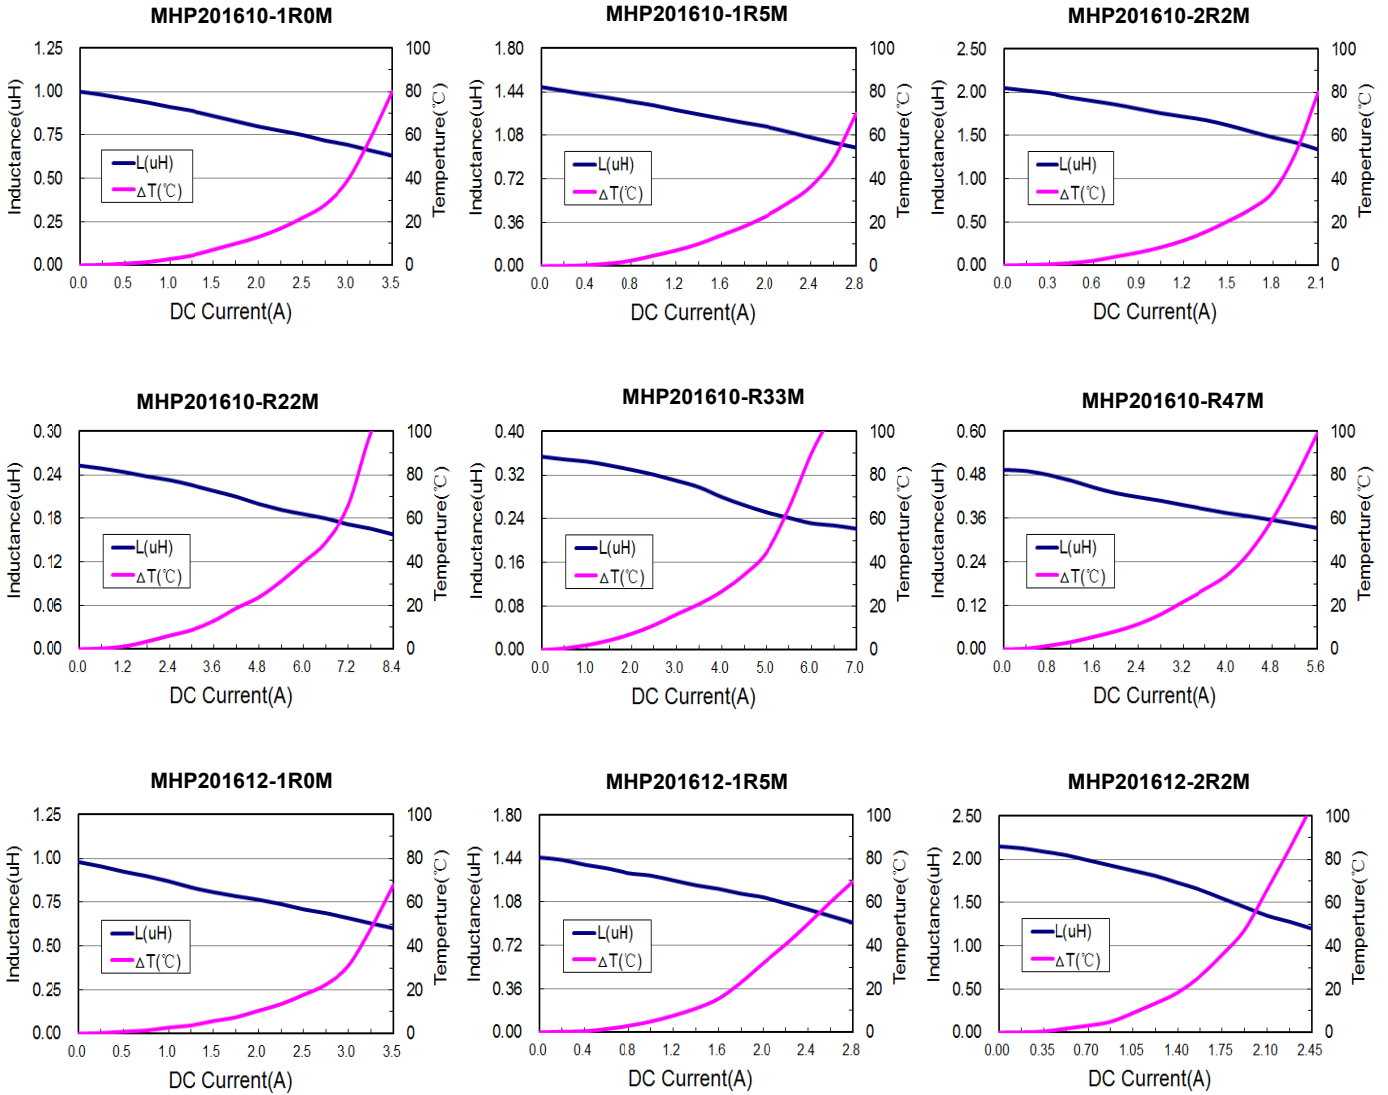 MHP201610-1R0M
1.25
1.00
0.75
0.50
0.25
0.00
100
80
60
40
20
0
0.0 0.5 1.0 1.5 2.0 2.5 3.0 3.5
Inductance(uH)
Temperture(℃)
L(uH)
△T(℃)
DC Current(A)
MHP201610-1R5M
1.80
1.44
1.08
0.72
0.36
0.00
100
80
60
40
20
0
0.0 0.4 0.8 1.2 1.6 2.0 2.4 2.8
Inductance(uH)
Temperture(℃)
L(uH)
△T(℃)
DC Current(A)
MHP201610-2R2M
2.50
2.00
1.50
1.00
0.50
0.00
100
80
60
40
20
0
0.0 0.3 0.6 0.9 1.2 1.5 1.8 2.1
Inductance(uH)
Temperture(℃)
L(uH)
△T(℃)
DC Current(A)
MHP201610-R22M
0.30
0.24
0.18
0.12
0.06
0.00
100
80
60
40
20
0
0.0 1.2 2.4 3.6 4.8 6.0 7.2 8.4
Inductance(uH)
Temperture(℃)
L(uH)
△T(℃)
DC Current(A)
MHP201610-R33M
0.40
0.32
0.24
0.16
0.08
0.00
100
80
60
40
20
0
0.0 1.0 2.0 3.0 4.0 5.0 6.0 7.0
Inductance(uH)
Temperture(℃)
L(uH)
△T(℃)
DC Current(A)
MHP201610-R47M
0.60
0.48
0.36
0.24
0.12
0.00
100
80
60
40
20
0
0.0 0.8 1.6 2.4 3.2 4.0 4.8 5.6
Inductance(uH)
Temperture(℃)
L(uH)
△T(℃)
DC Current(A)
MHP201612-1R0M
1.25
1.00
0.75
0.50
0.25
0.00
100
80
60
40
20
0
0.0 0.5 1.0 1.5 2.0 2.5 3.0 3.5
Inductance(uH)
Temperture(℃)
L(uH)
△T(℃)
DC Current(A)
MHP201612-1R5M
1.80
1.44
1.08
0.72
0.36
0.00
100
80
60
40
20
0
0.0 0.4 0.8 1.2 1.6 2.0 2.4 2.8
Inductance(uH)
Temperture(℃)
L(uH)
△T(℃)
DC Current(A)
MHP201612-2R2M
2.50
2.00
1.50
1.00
0.50
0.00
100
80
60
40
20
0
0.00 0.35 0.70 1.05 1.40 1.75 2.10 2.45
Inductance(uH)
Temperture(℃)
L(uH)
△T(℃)
DC Current(A)